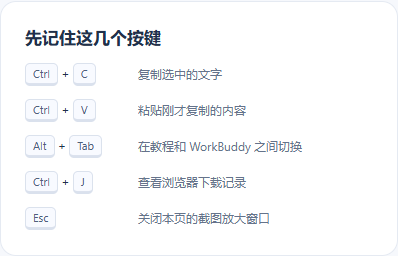 先记住这几个按键
Ctrl + C 复制选中的文字
Ctrl + V 粘贴刚才复制的内容
Alt + Tab 在教程和 WorkBuddy 之间切换
Ctrl + J 查看浏览器下载记录
Esc 关闭本页的截图放大窗口